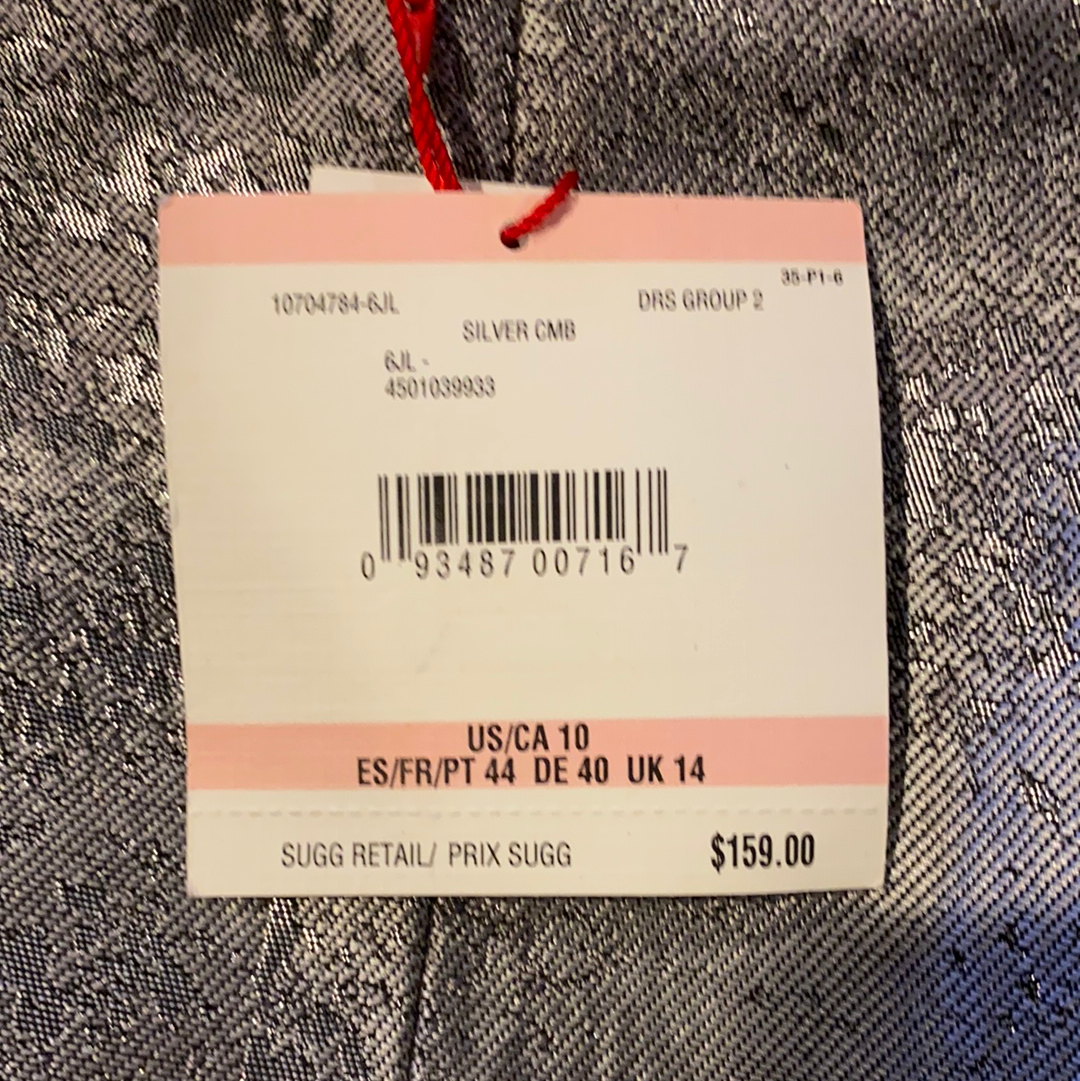 35-P1-6
10704784-6JL DRS GROUP 2
SILVER CMB
6JL -
4501039933
0 93487 00716 7
US/CA 10
ES/FR/PT 44 DE 40 UK 14
SUGG RETAIL/ PRIX SUGG $159.00